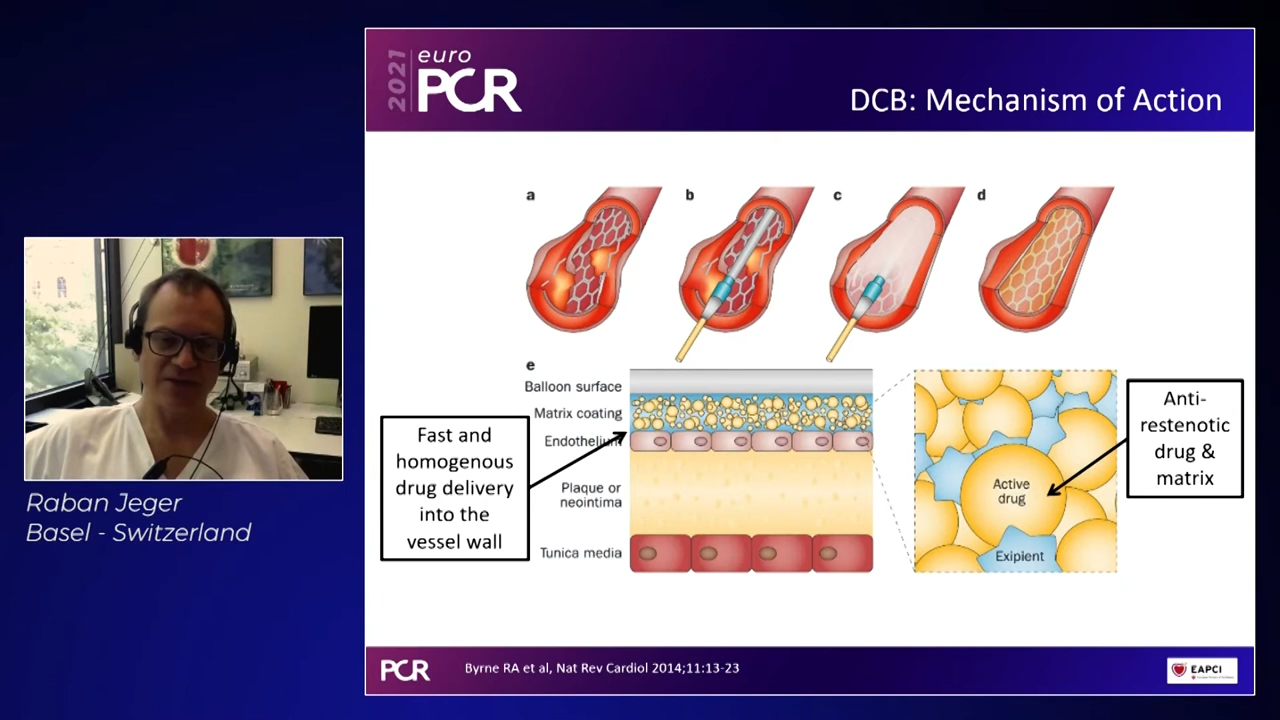 2021
euro
PCR
DCB: Mechanism of Action
a
b
c
d
e
Balloon surface
Matrix coating
Endothelium
Plaque or
neointima
Tunica media
Fast and
homogenous
drug delivery
into the
vessel wall
Active
drug
Exipient
Anti-
restenotic
drug &
matrix
Raban Jeger
Basel - Switzerland
PCR
Byrne RA et al, Nat Rev Cardiol 2014;11:13-23
EAPCI